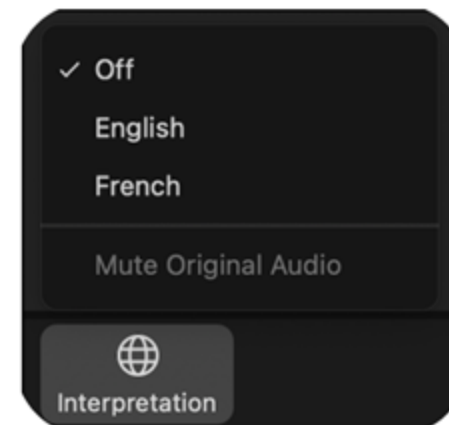 Off
English
French
Mute Original Audio
Interpretation